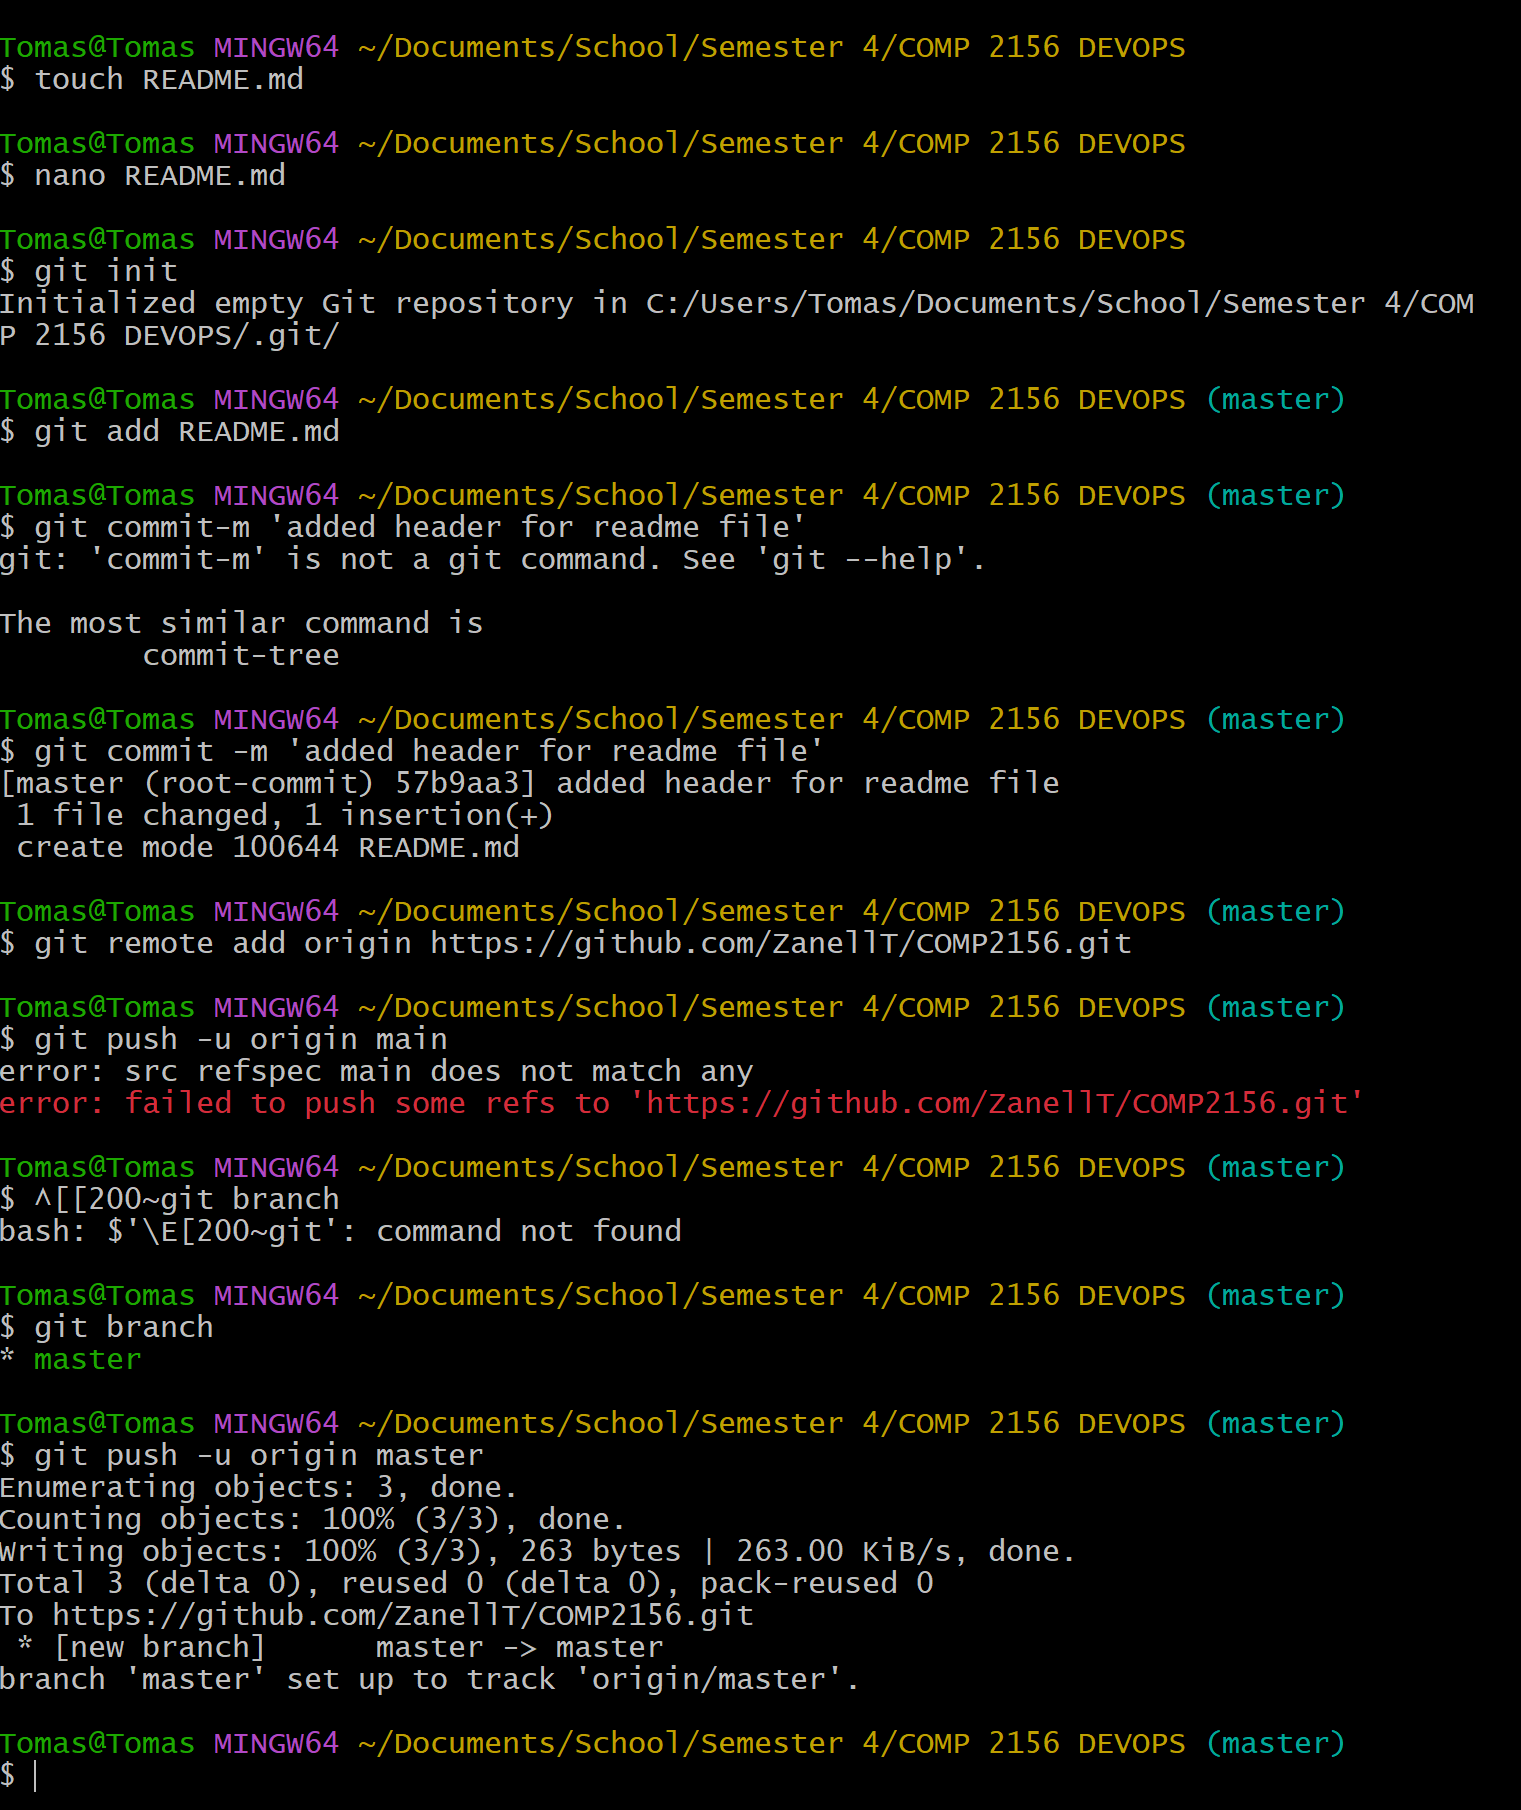 Tomas@Tomas MINGW64 ~/Documents/School/Semester 4/COMP 2156 DEVOPS
$ touch README.md
Tomas@Tomas MINGW64 ~/Documents/School/Semester 4/COMP 2156 DEVOPS
$ nano README.md
Tomas@Tomas MINGW64 ~/Documents/School/Semester 4/COMP 2156 DEVOPS
$ git init
Initialized empty Git repository in C:/Users/Tomas/Documents/School/Semester 4/COM
P 2156 DEVOPS/.git/
Tomas@Tomas MINGW64 ~/Documents/School/Semester 4/COMP 2156 DEVOPS (master)
$ git add README.md
Tomas@Tomas MINGW64 ~/Documents/School/Semester 4/COMP 2156 DEVOPS (master)
$ git commit-m 'added header for readme file'
git: 'commit-m' is not a git command. See 'git --help'.
The most similar command is
        commit-tree
Tomas@Tomas MINGW64 ~/Documents/School/Semester 4/COMP 2156 DEVOPS (master)
$ git commit -m 'added header for readme file'
[master (root-commit) 57b9aa3] added header for readme file
 1 file changed, 1 insertion(+)
 create mode 100644 README.md
Tomas@Tomas MINGW64 ~/Documents/School/Semester 4/COMP 2156 DEVOPS (master)
$ git remote add origin https://github.com/ZanellT/COMP2156.git
Tomas@Tomas MINGW64 ~/Documents/School/Semester 4/COMP 2156 DEVOPS (master)
$ git push -u origin main
error: src refspec main does not match any
error: failed to push some refs to 'https://github.com/ZanellT/COMP2156.git'
Tomas@Tomas MINGW64 ~/Documents/School/Semester 4/COMP 2156 DEVOPS (master)
$ ^[[200~git branch
bash: $'\E[200~git': command not found
Tomas@Tomas MINGW64 ~/Documents/School/Semester 4/COMP 2156 DEVOPS (master)
$ git branch
* master
Tomas@Tomas MINGW64 ~/Documents/School/Semester 4/COMP 2156 DEVOPS (master)
$ git push -u origin master
Enumerating objects: 3, done.
Counting objects: 100% (3/3), done.
Writing objects: 100% (3/3), 263 bytes | 263.00 KiB/s, done.
Total 3 (delta 0), reused 0 (delta 0), pack-reused 0
To https://github.com/ZanellT/COMP2156.git
 * [new branch]      master -> master
branch 'master' set up to track 'origin/master'.
Tomas@Tomas MINGW64 ~/Documents/School/Semester 4/COMP 2156 DEVOPS (master)
$